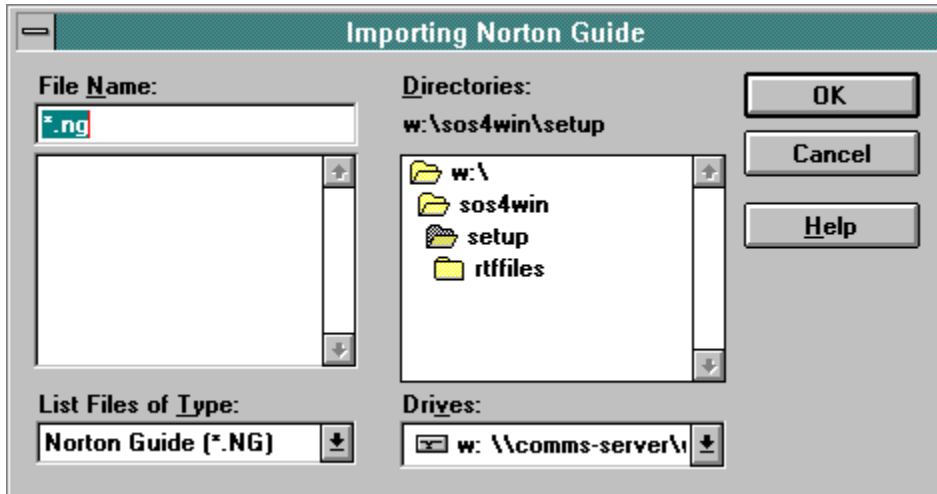 Importing Norton Guide
File Name:
*.ng
Directories:
w:\sos4win\setup
w:\
sos4win
setup
rtffiles
OK
Cancel
Help
List Files of Type:
Norton Guide (*.NG)
Drives:
w: \\comms-server\